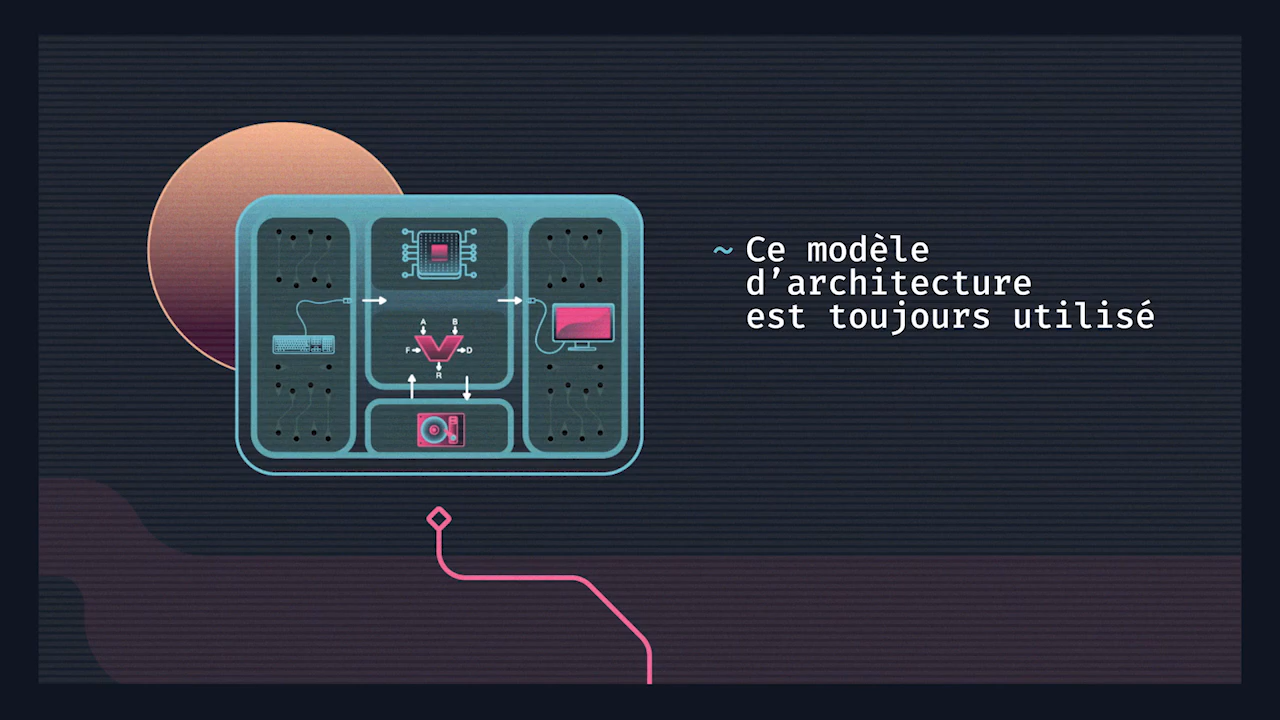 ~ Ce modèle
d’architecture
est toujours utilisé
A B
F D
R